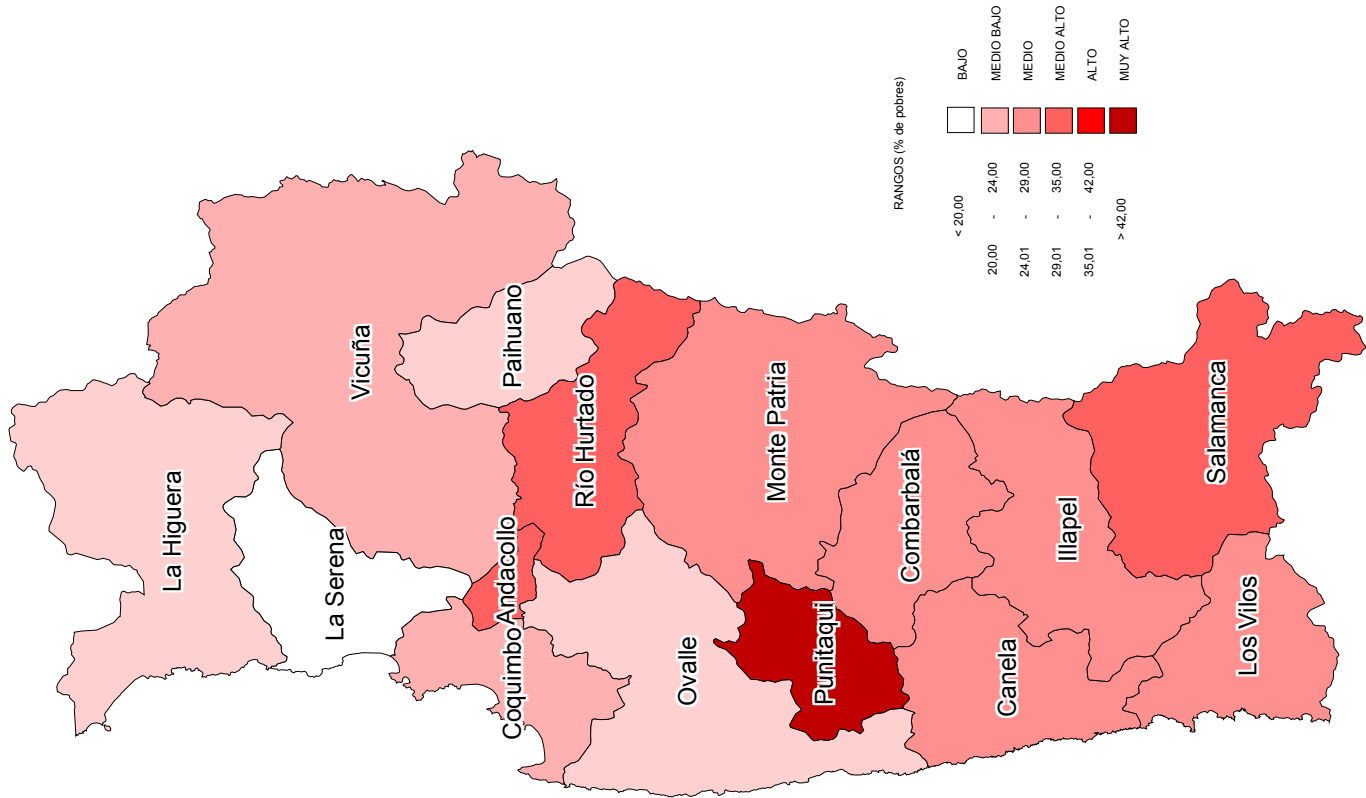 La Higuera
La Serena
Vicuña
Paihuano
Coquimbo
Andacollo
Río Hurtado
Ovalle
Monte Patria
Punitaqui
Combarbalá
Canela
Illapel
Salamanca
Los Vilos
RANGOS (% de pobres)
< 20,00 BAJO
20,00 - 24,00 MEDIO BAJO
24,01 - 29,00 MEDIO
29,01 - 35,00 MEDIO ALTO
35,01 - 42,00 ALTO
> 42,00 MUY ALTO